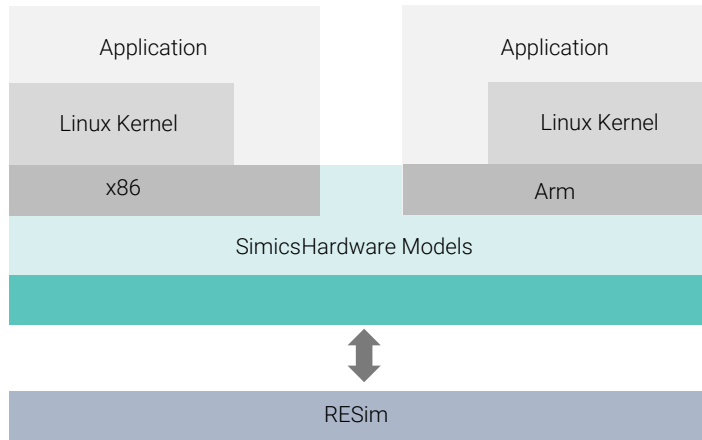 Application
Application
Linux Kernel
Linux Kernel
x86
Arm
SimicsHardware Models
RESim